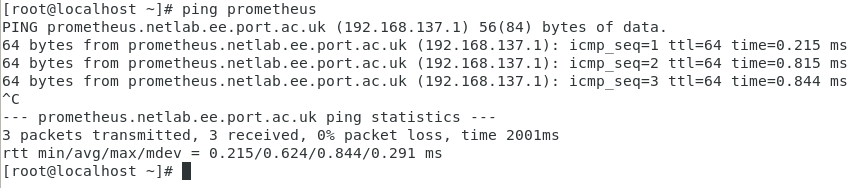 [root@localhost ~]# ping prometheus
PING prometheus.netlab.ee.port.ac.uk (192.168.137.1) 56(84) bytes of data.
64 bytes from prometheus.netlab.ee.port.ac.uk (192.168.137.1): icmp_seq=1 ttl=64 time=0.215 ms
64 bytes from prometheus.netlab.ee.port.ac.uk (192.168.137.1): icmp_seq=2 ttl=64 time=0.815 ms
64 bytes from prometheus.netlab.ee.port.ac.uk (192.168.137.1): icmp_seq=3 ttl=64 time=0.844 ms
^C
--- prometheus.netlab.ee.port.ac.uk ping statistics ---
3 packets transmitted, 3 received, 0% packet loss, time 2001ms
rtt min/avg/max/mdev = 0.215/0.624/0.844/0.291 ms
[root@localhost ~]#